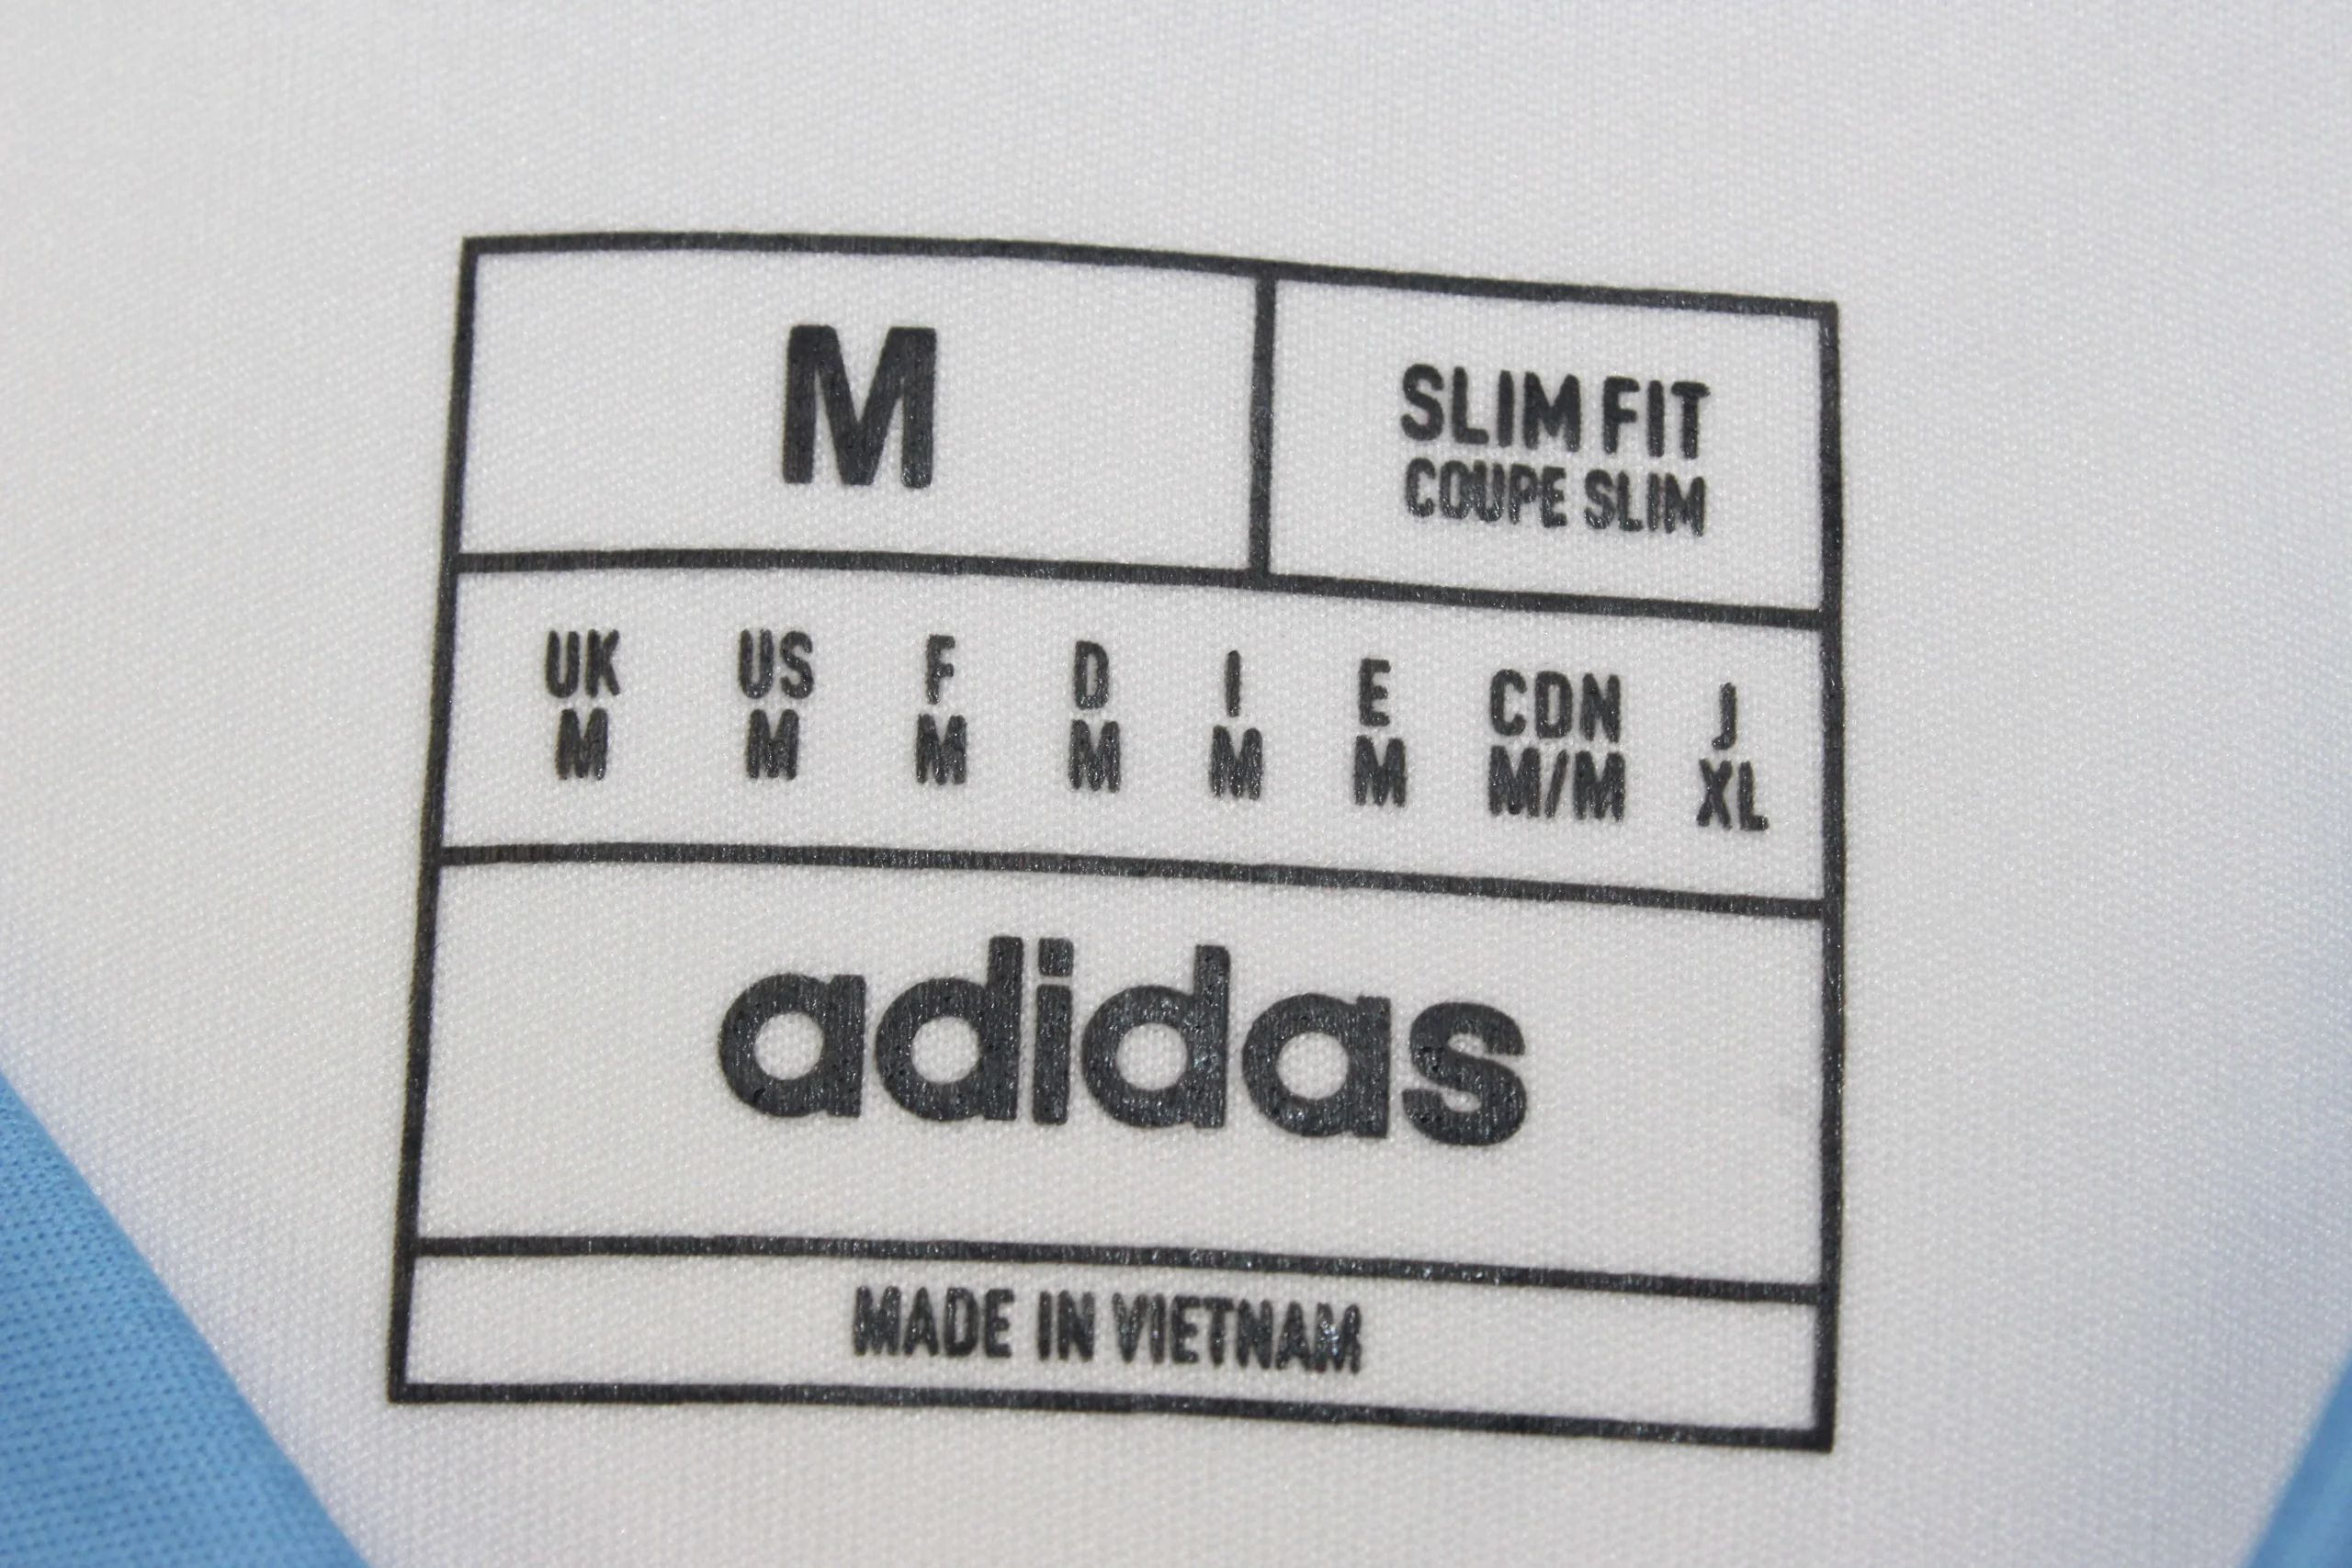 M
SLIM FIT
COUPE SLIM
UK US F D I E CDN J
M M M M M M M/M XL
adidas
MADE IN VIETNAM